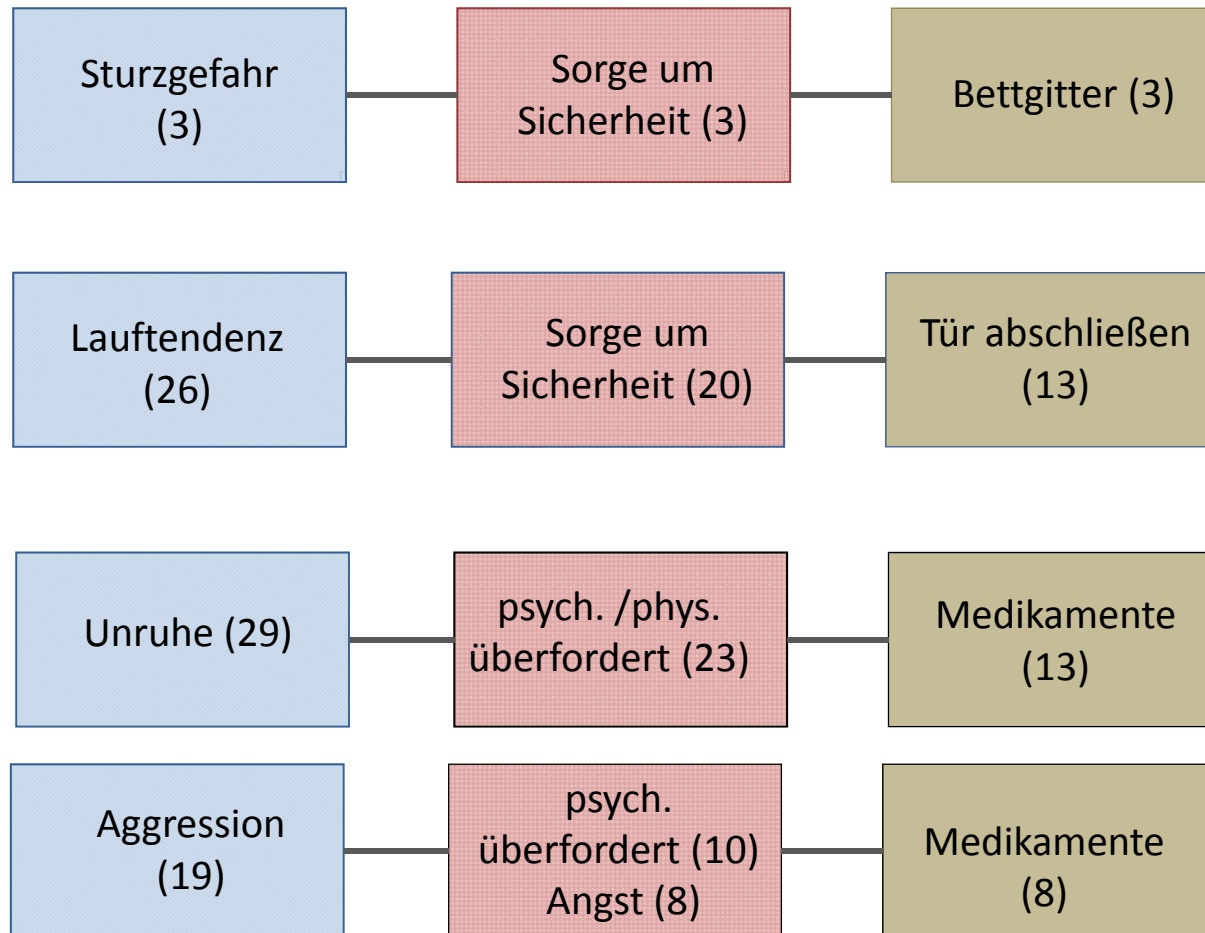 Sturzgefahr
(3)
Sorge um
Sicherheit (3)
Bettgitter (3)
Lauftendenz
(26)
Sorge um
Sicherheit (20)
Tür abschließen
(13)
Unruhe (29)
psych. /phys.
überfordert (23)
Medikamente
(13)
Aggression
(19)
psych.
überfordert (10)
Angst (8)
Medikamente
(8)